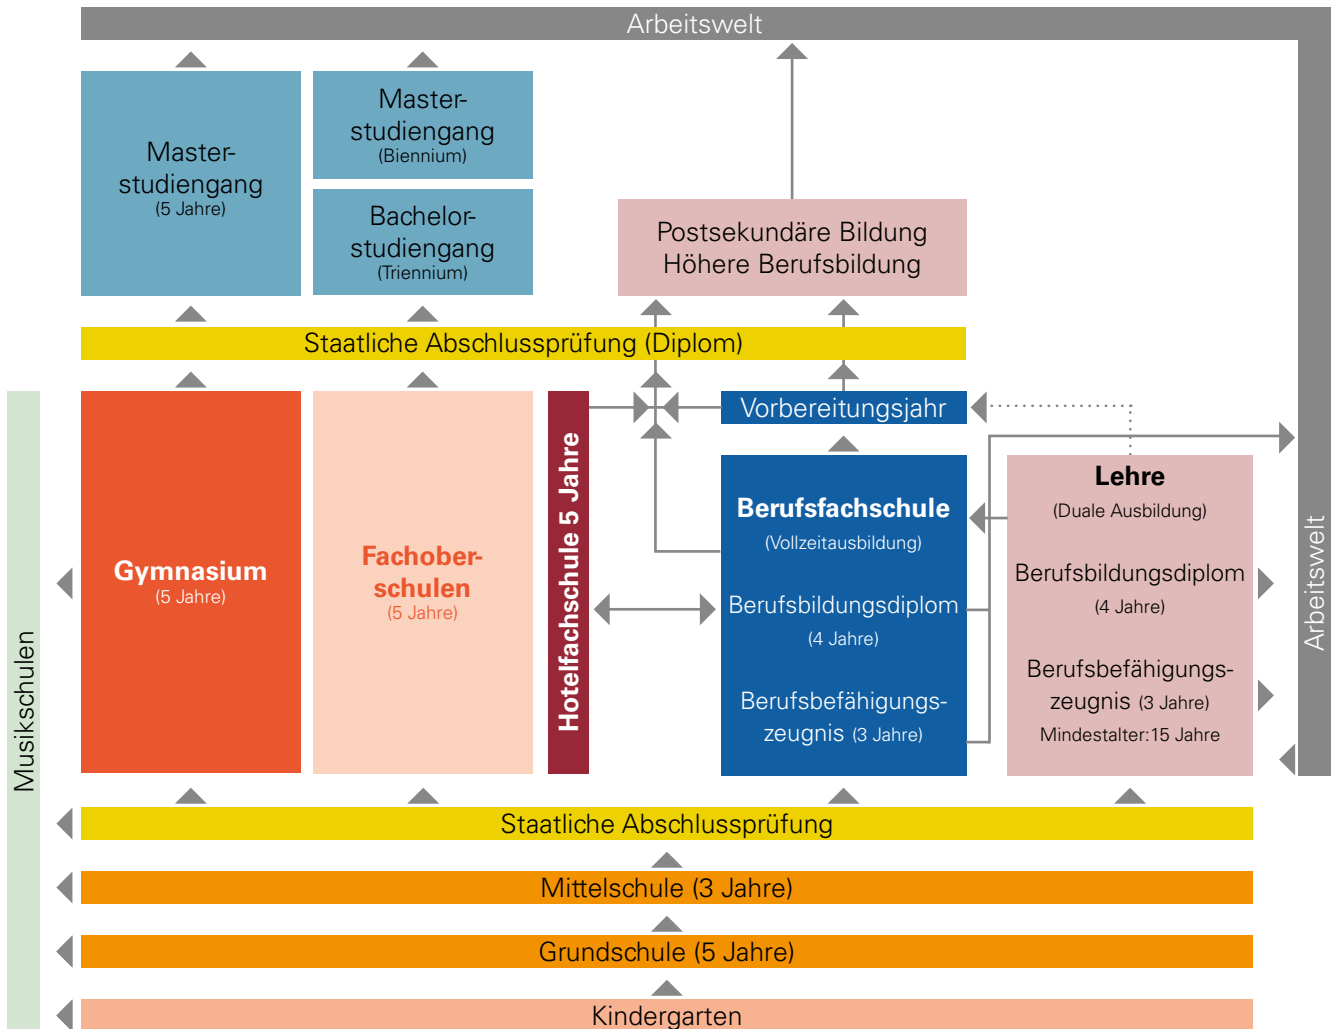 Arbeitswelt
Master-
studiengang
(5 Jahre)
Master-
studiengang
(Biennium)
Bachelor-
studiengang
(Triennium)
Postsekundäre Bildung
Höhere Berufsbildung
Staatliche Abschlussprüfung (Diplom)
Musikschulen
Gymnasium
(5 Jahre)
Fachober-
schulen
(5 Jahre)
Hotelfachschule 5 Jahre
Vorbereitungsjahr
Berufsfachschule
(Vollzeitausbildung)
Berufsbildungsdiplom
(4 Jahre)
Berufsbefähigungs-
zeugnis (3 Jahre)
Lehre
(Duale Ausbildung)
Berufsbildungsdiplom
(4 Jahre)
Berufsbefähigungs-
zeugnis (3 Jahre)
Mindestalter:15 Jahre
Arbeitswelt
Staatliche Abschlussprüfung
Mittelschule (3 Jahre)
Grundschule (5 Jahre)
Kindergarten